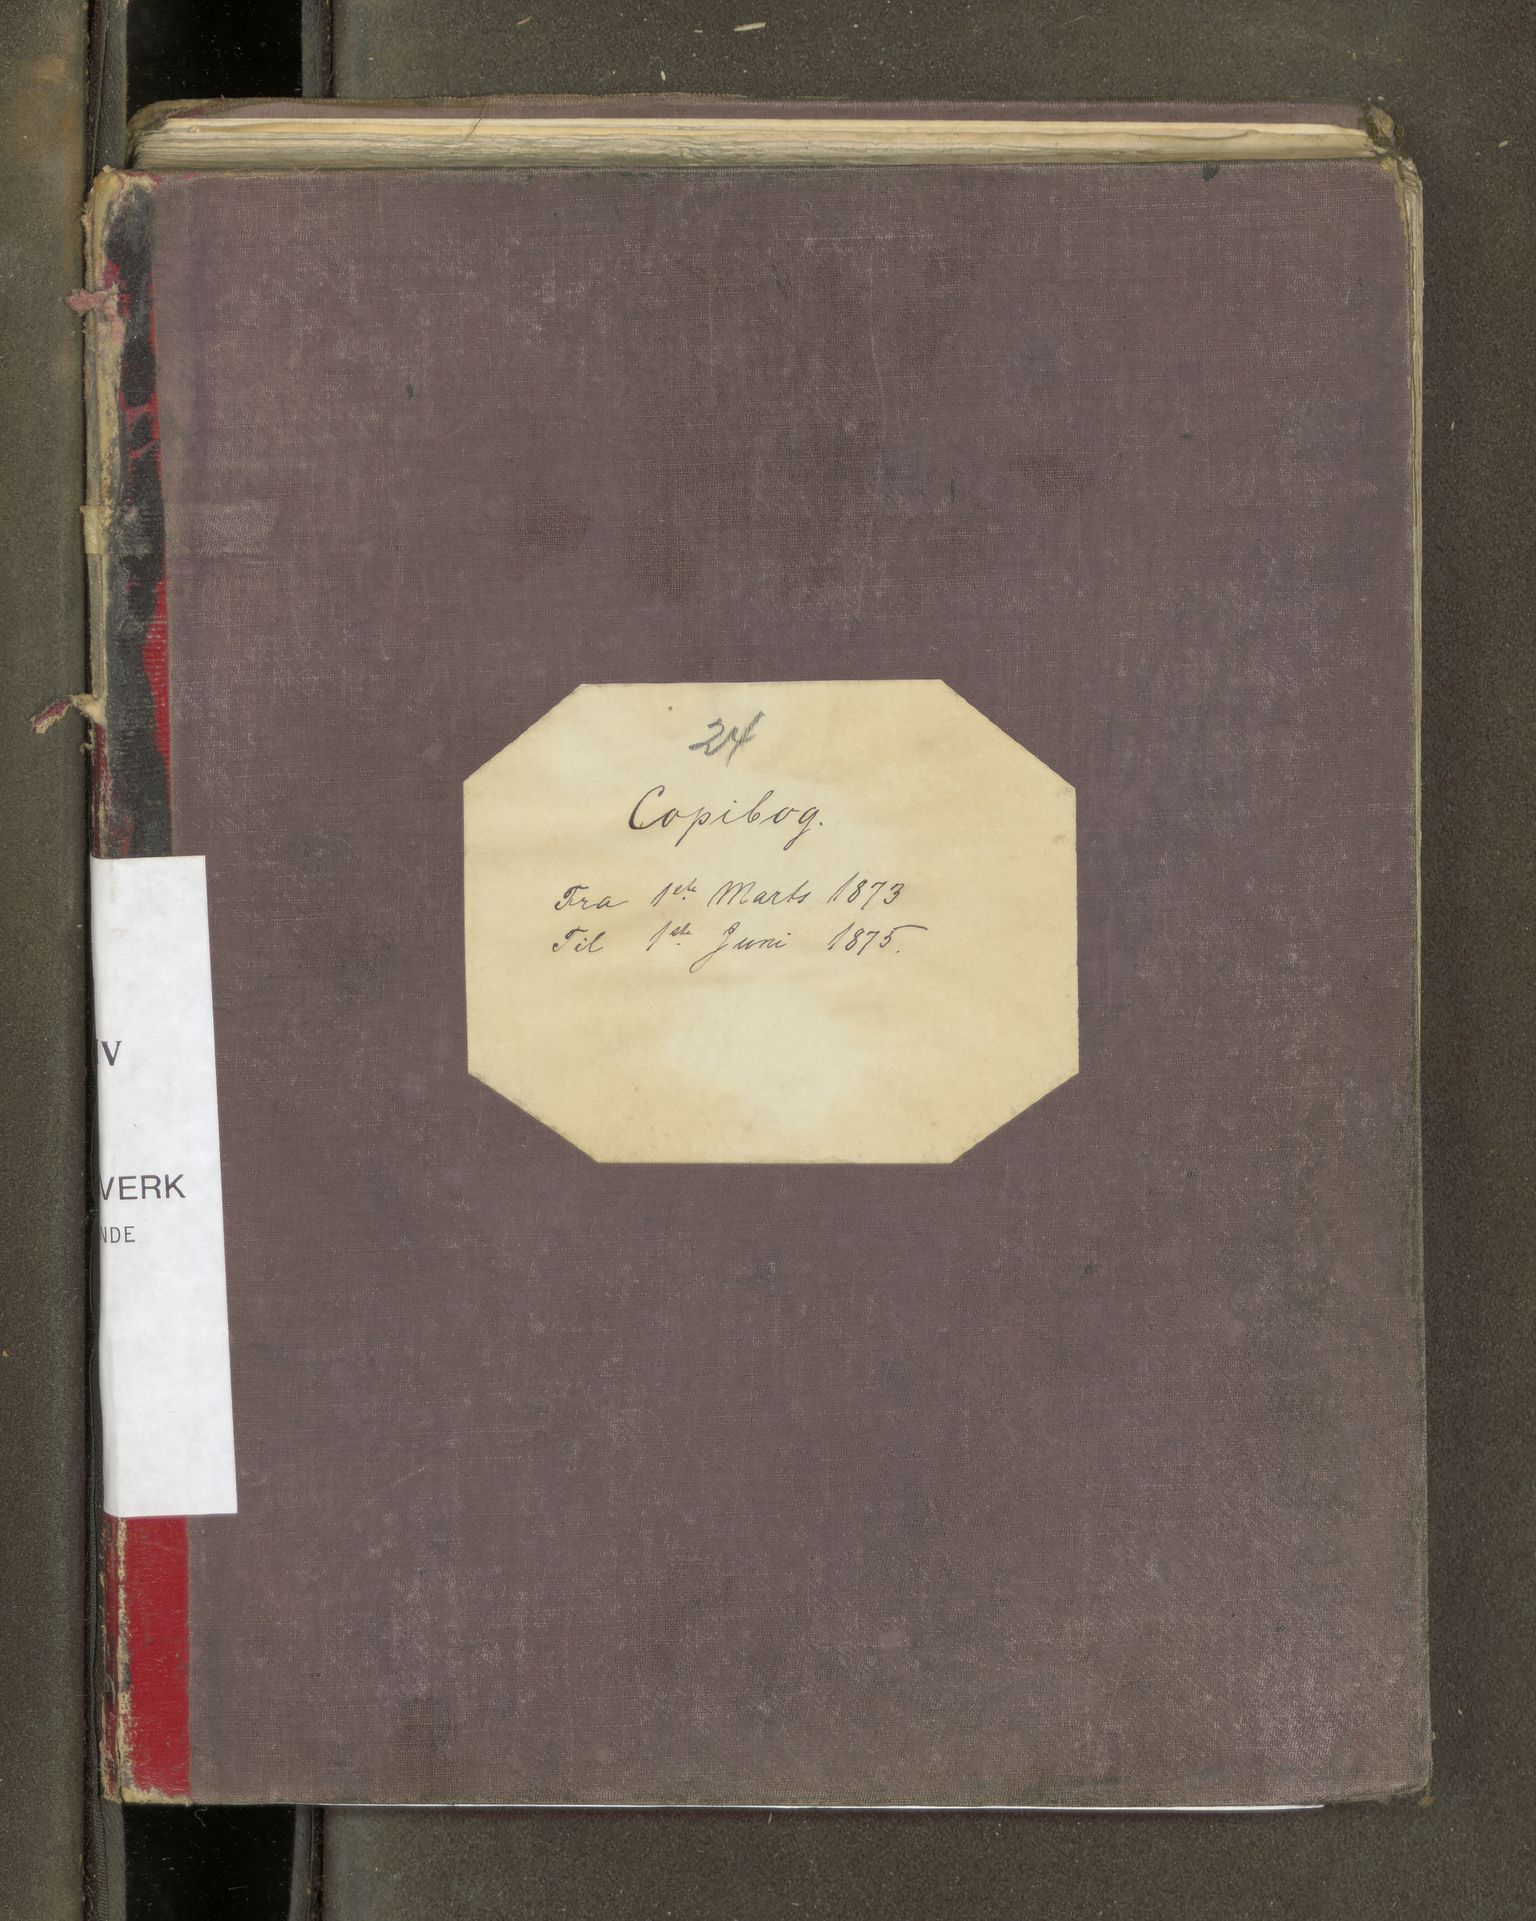 24
Copibog.
Fra 1ste Marts 1873
Til 1ste Juni 1875.
V
VERK
NDE